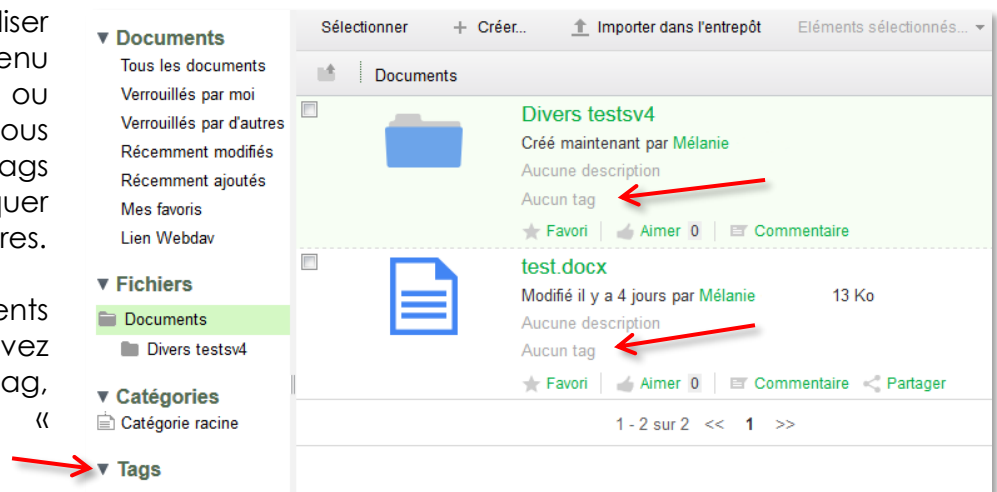 liser
enu
ou
ous
ags
quer
res.
ents
vez
ag,
«
▼ Documents
Tous les documents
Verrouillés par moi
Verrouillés par d'autres
Récemment modifiés
Récemment ajoutés
Mes favoris
Lien Webdav
▼ Fichiers
Documents
Divers testsv4
▼ Catégories
Catégorie racine
▼ Tags
Sélectionner + Créer... Importer dans l'entrepôt Eléments sélectionnés...
Documents
Divers testsv4
Créé maintenant par Mélanie
Aucune description
Aucun tag
Favori Aimer 0 Commentaire
test.docx
Modifié il y a 4 jours par Mélanie 13 Ko
Aucune description
Aucun tag
Favori Aimer 0 Commentaire Partager
1 - 2 sur 2 << 1 >>